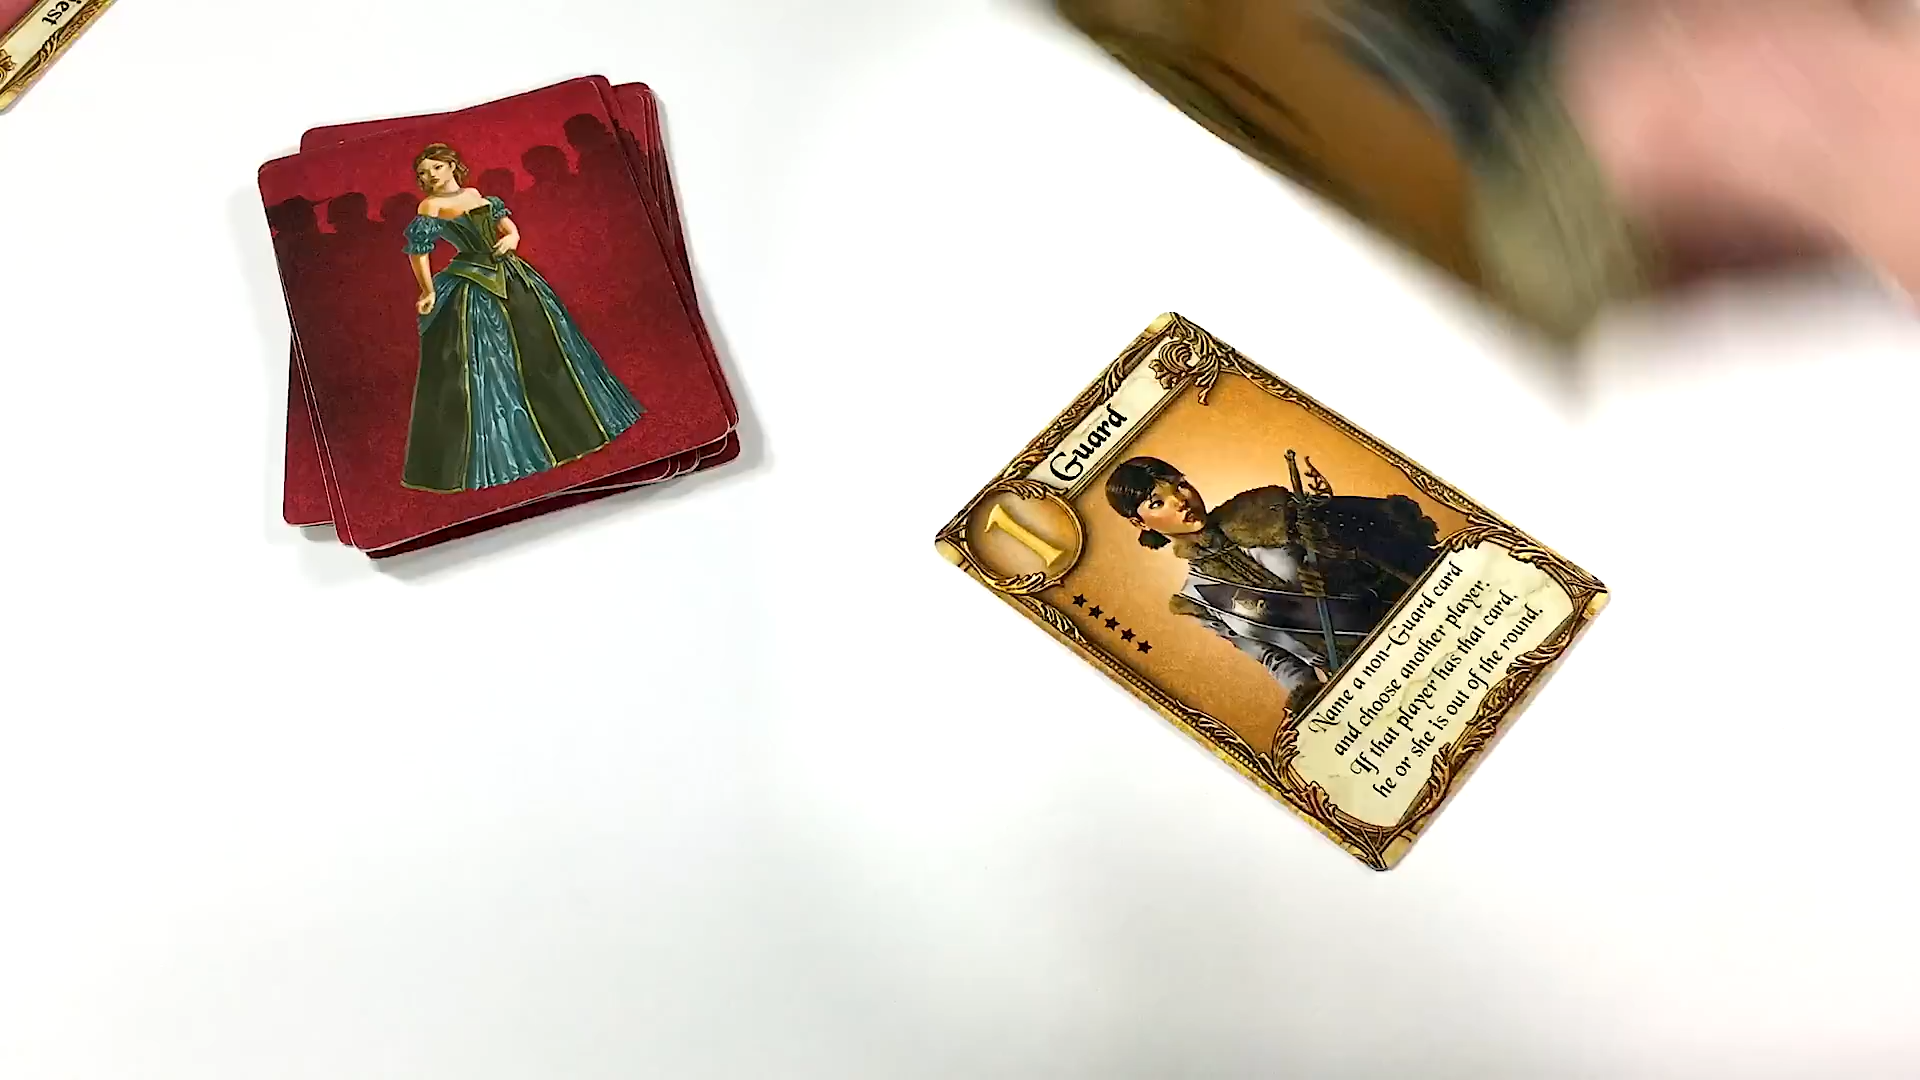 iest
Guard
1
Name a non-Guard card
and choose another player.
If that player has that card,
he or she is out of the round.